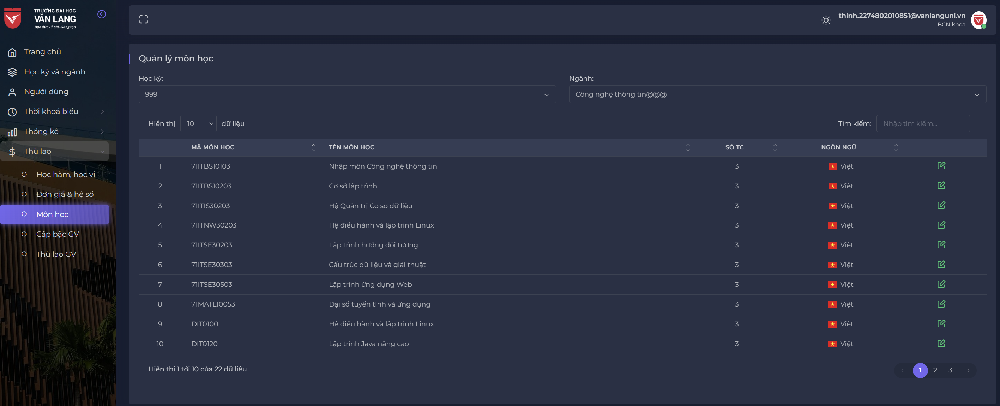 TRƯỜNG ĐẠI HỌC
VĂN LANG
Đạo đức - Ý chí - Sáng tạo
thinh.2274802010851@vanlanguni.vn
BCN khoa
Trang chủ
Học kỳ và ngành
Người dùng
Thời khoá biểu
Thống kê
Thù lao
Học hàm, học vị
Đơn giá & hệ số
Môn học
Cấp bậc GV
Thù lao GV
Quản lý môn học
Học kỳ: Ngành:
999 Công nghệ thông tin@@@
Hiển thị 10 dữ liệu Tìm kiếm: Nhập tìm kiếm...
MÃ MÔN HỌC TÊN MÔN HỌC SỐ TC NGÔN NGỮ
1 71ITBS10103 Nhập môn Công nghệ thông tin 3 Việt
2 71ITBS10203 Cơ sở lập trình 3 Việt
3 71ITIS30203 Hệ Quản trị Cơ sở dữ liệu 3 Việt
4 71ITNW30203 Hệ điều hành và lập trình Linux 3 Việt
5 71ITSE30203 Lập trình hướng đối tượng 3 Việt
6 71ITSE30303 Cấu trúc dữ liệu và giải thuật 3 Việt
7 71ITSE30503 Lập trình ứng dụng Web 3 Việt
8 71MATL10053 Đại số tuyến tính và ứng dụng 3 Việt
9 DIT0100 Hệ điều hành và lập trình Linux 3 Việt
10 DIT0120 Lập trình Java nâng cao 3 Việt
Hiển thị 1 tới 10 của 22 dữ liệu 1 2 3